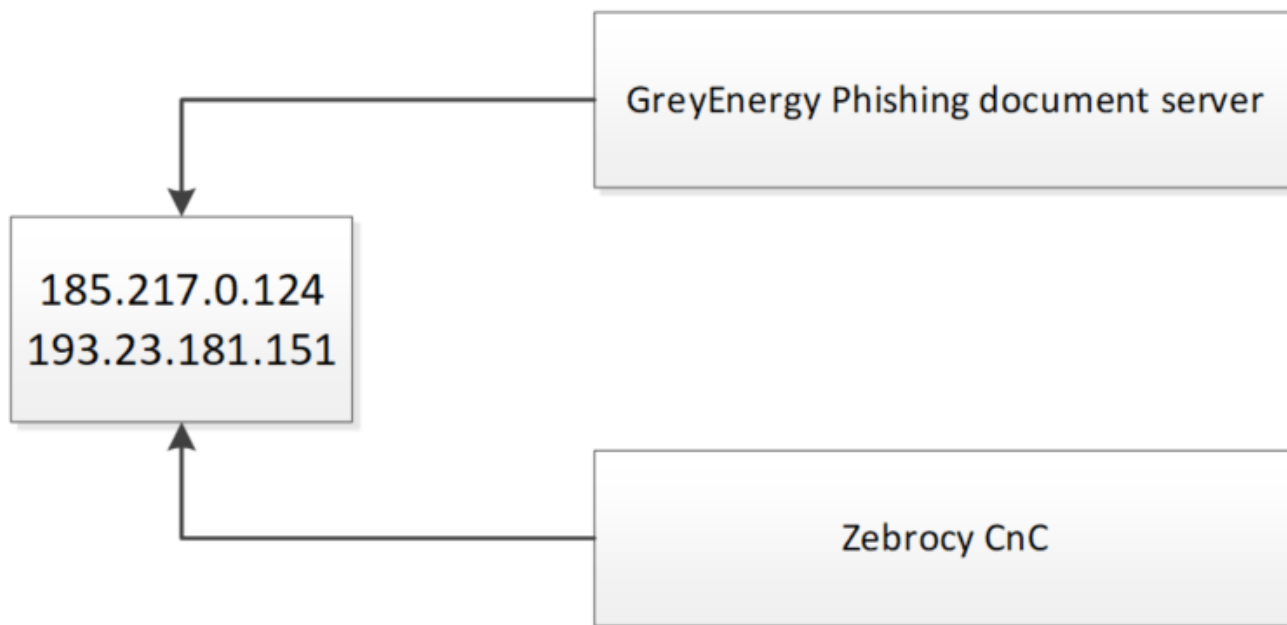 GreyEnergy Phishing document server
185.217.0.124
193.23.181.151
Zebrocy CnC